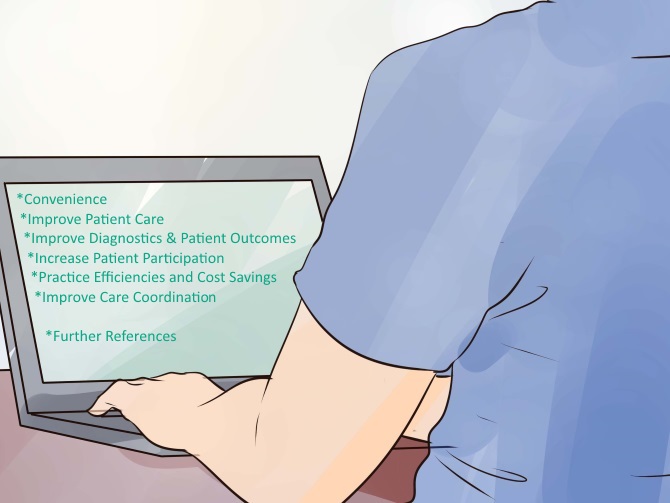 *Convenience
*Improve Patient Care
*Improve Diagnostics & Patient Outcomes
*Increase Patient Participation
*Practice Efficiencies and Cost Savings
*Improve Care Coordination
*Further References